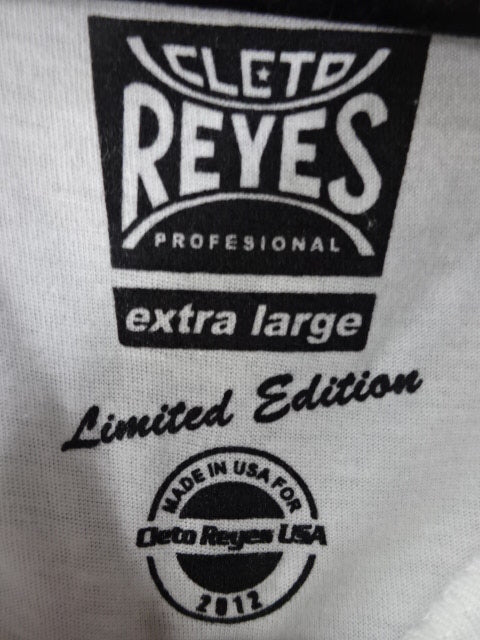 CLETO
REYES
PROFESIONAL
extra large
Limited Edition
MADE IN USA FOR
Cleto Reyes USA
2012